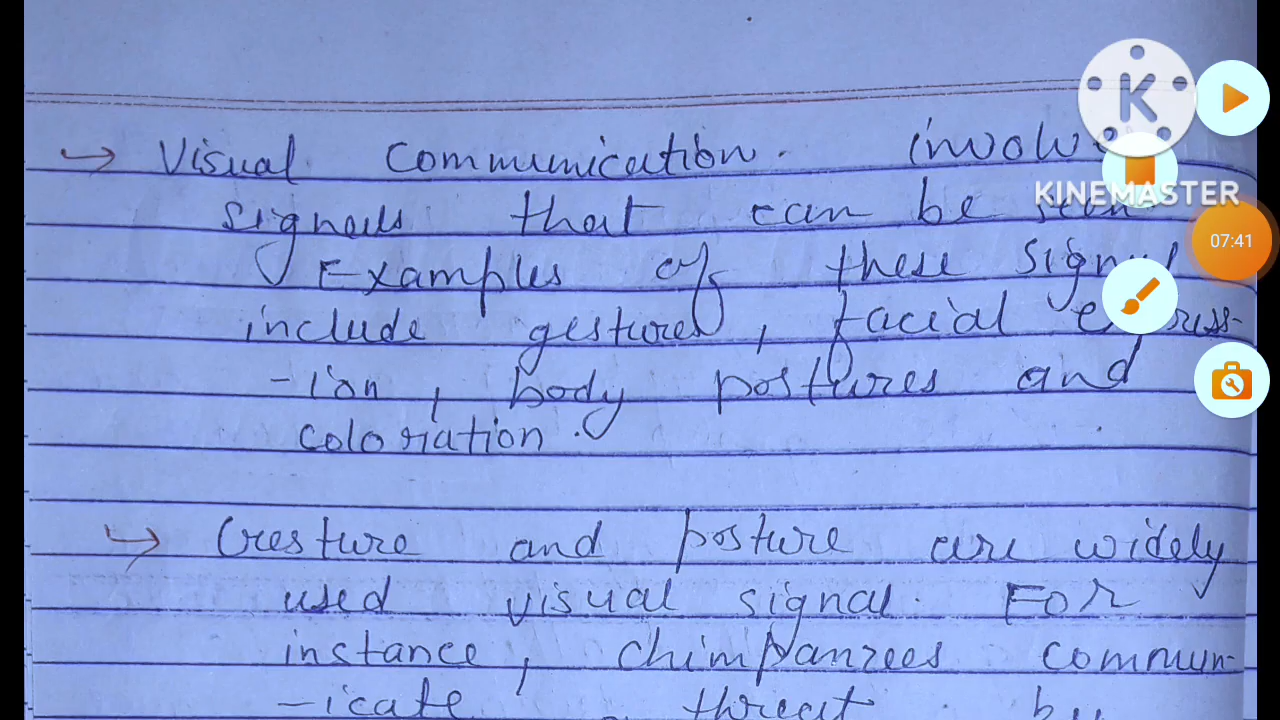 → Visual Communication. involve
signals that can be seen
Examples of these signal
include gestures, facial
-ion, body postures and
coloration.
→ Gesture and posture are widely
used visual signal. For
instance, chimpanzees commun-
-icate threat by
KINEMASTER
07:41
K